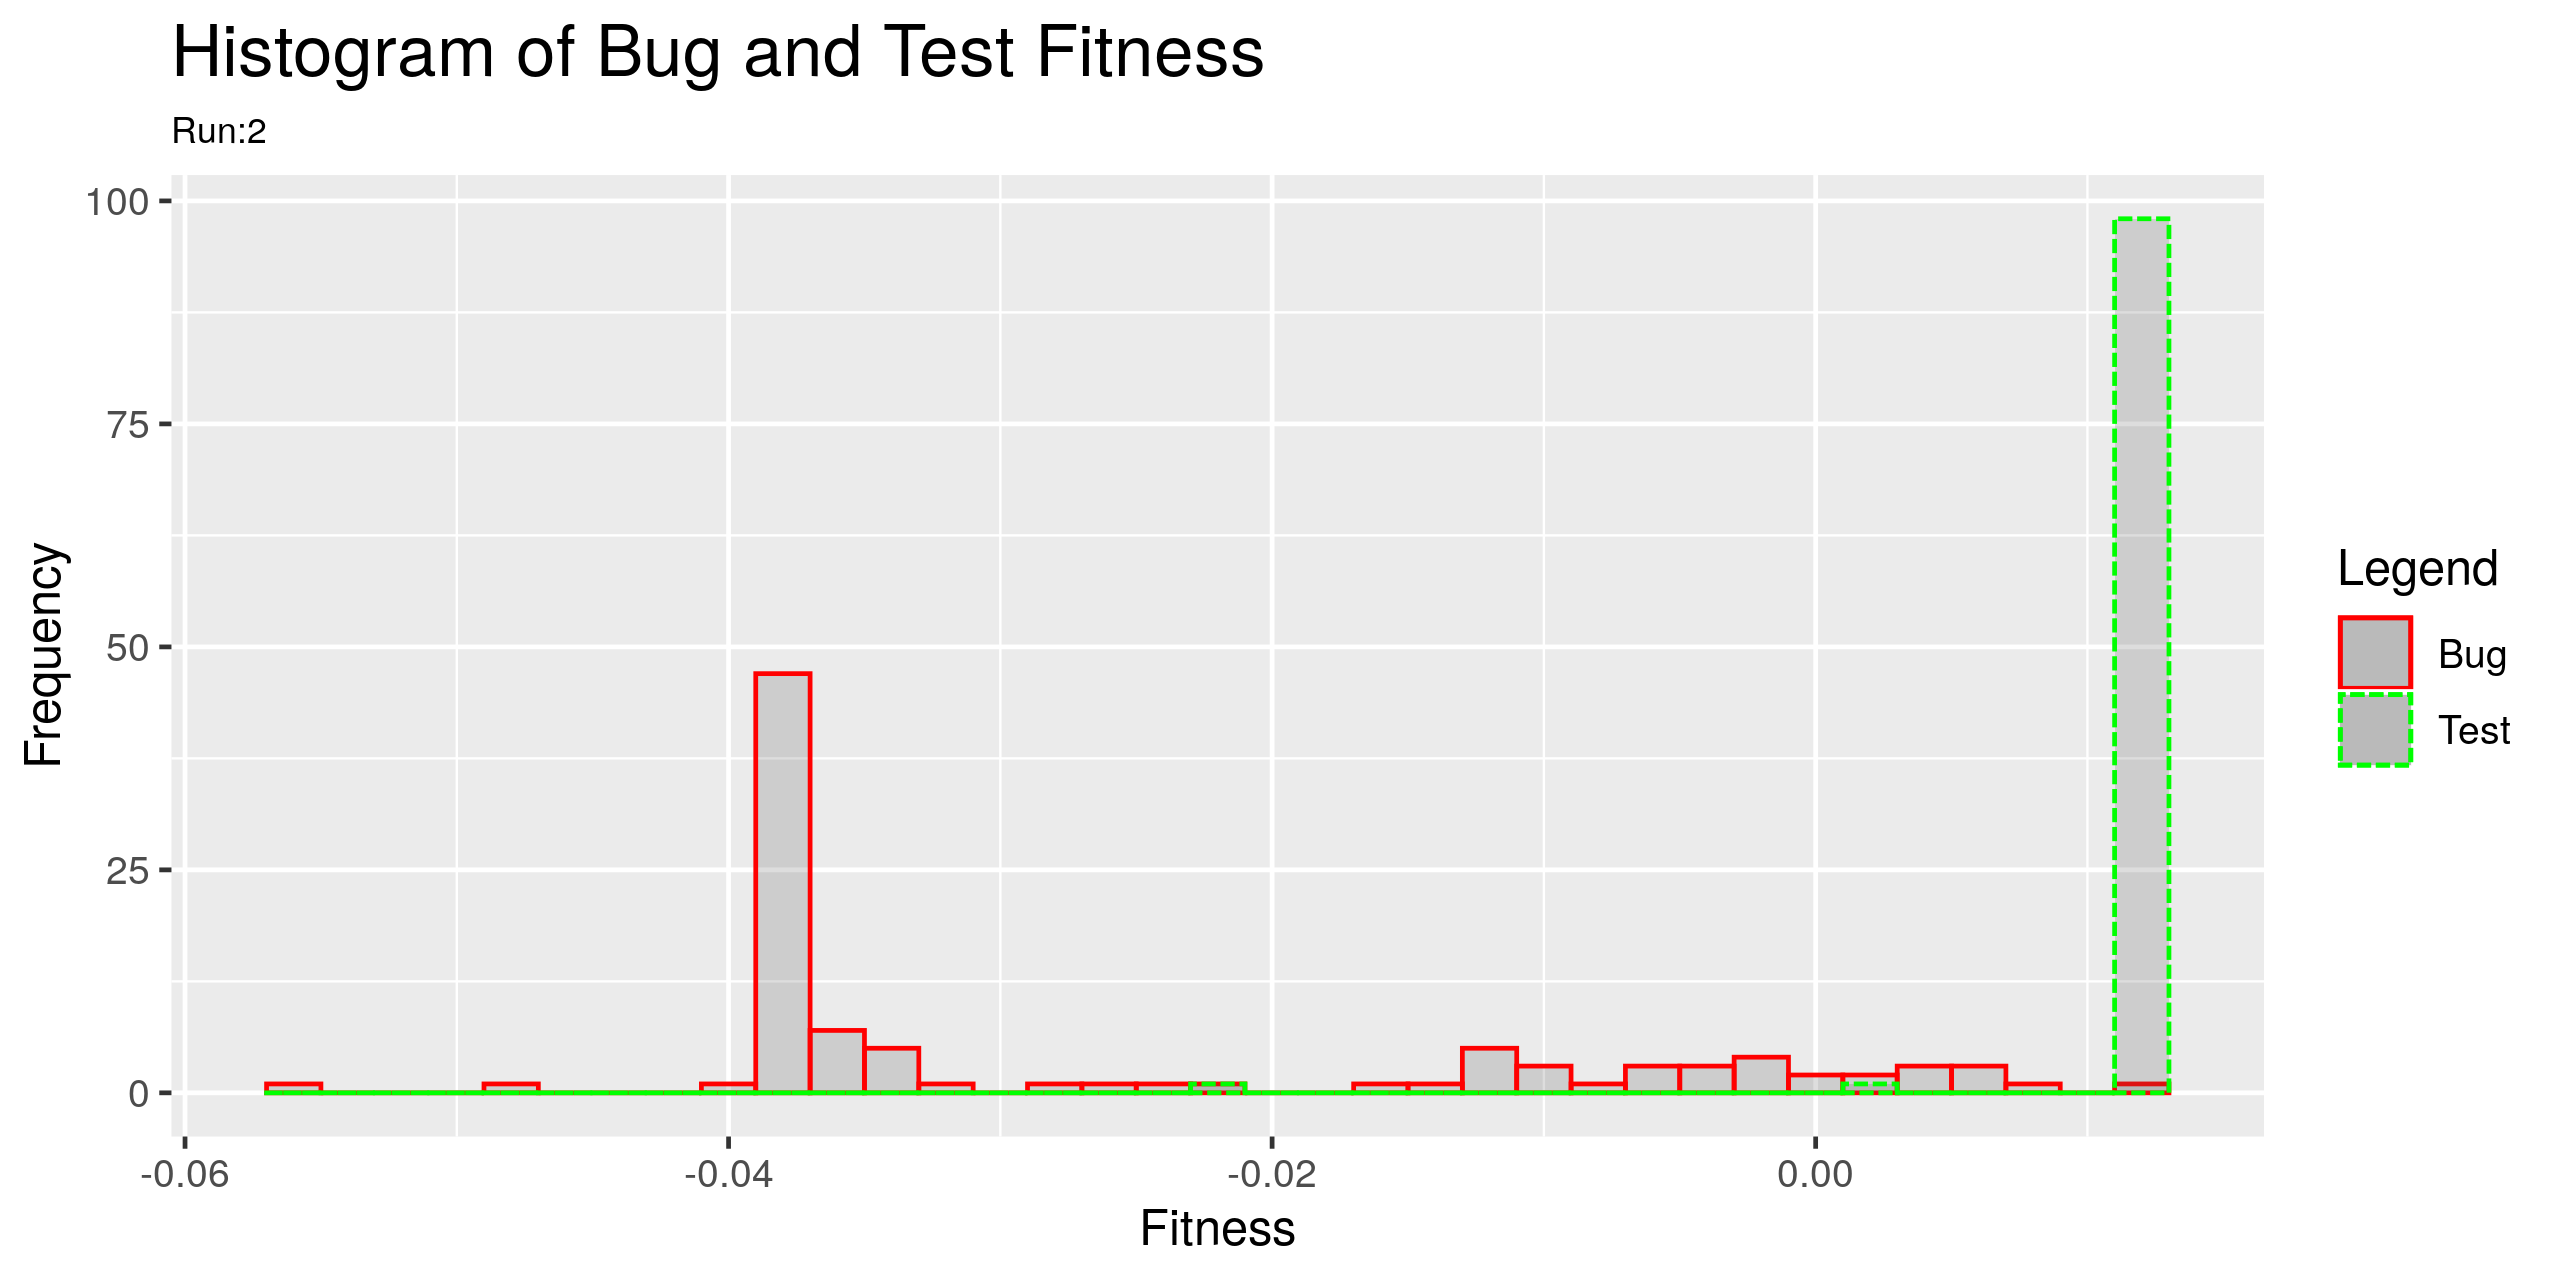 Histogram of Bug and Test Fitness
Run:2
100
75
50
25
0
Frequency
-0.06
-0.04
-0.02
0.00
Fitness
Legend
Bug
Test